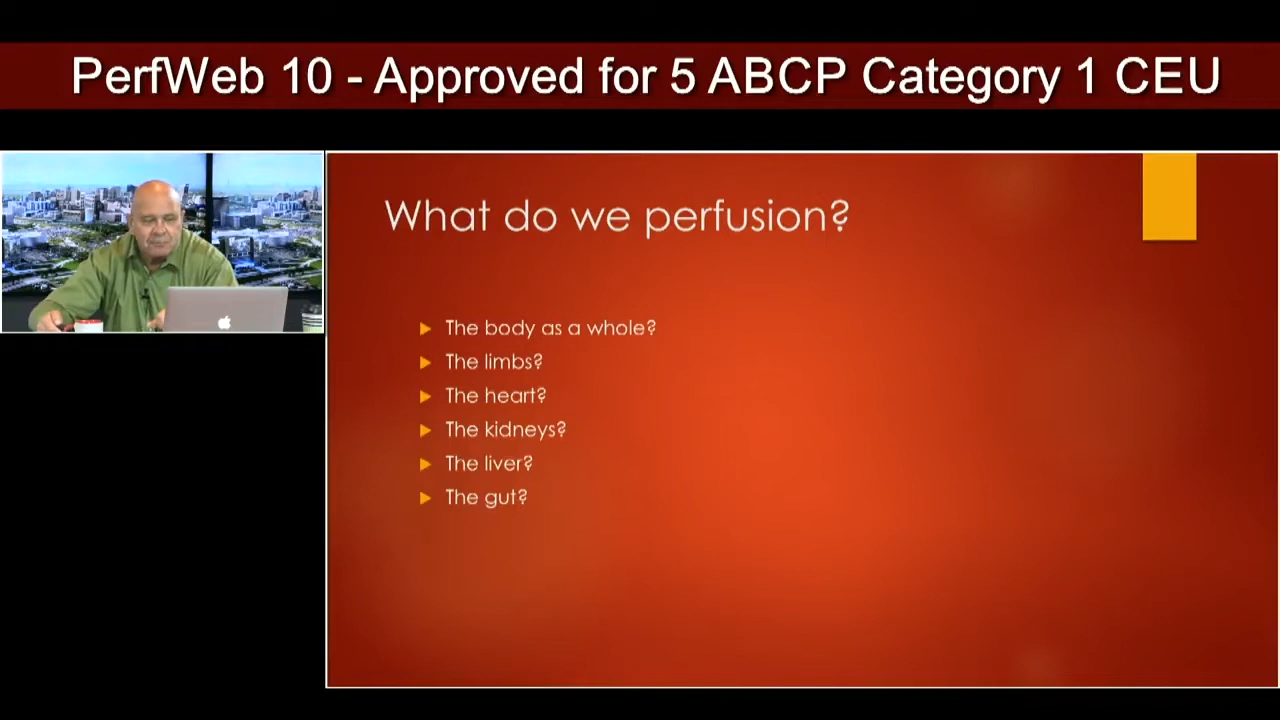 PerfWeb 10 - Approved for 5 ABCP Category 1 CEU
What do we perfusion?
The body as a whole?
The limbs?
The heart?
The kidneys?
The liver?
The gut?